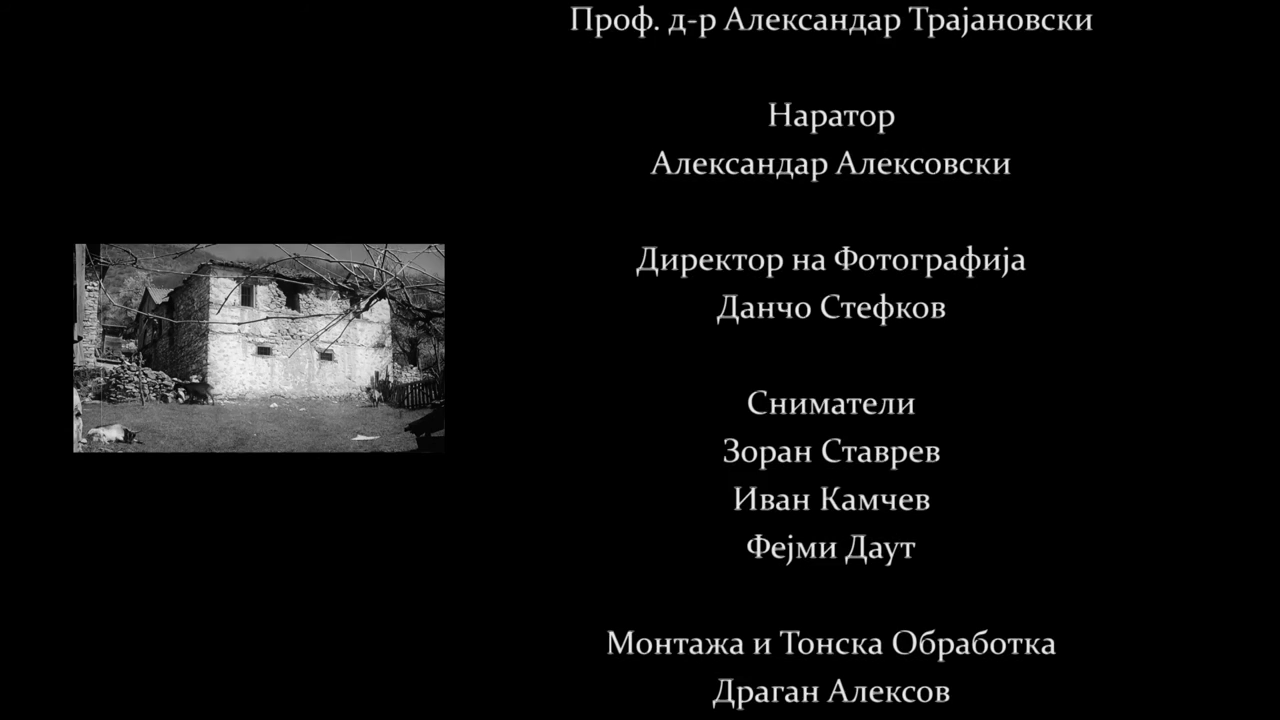 Проф. д-р Александар Трајановски
Наратор
Александар Алексовски
Директор на Фотографија
Данчо Стефков
Сниматели
Зоран Ставрев
Иван Камчев
Фејми Даут
Монтажа и Тонска Обработка
Драган Алексов